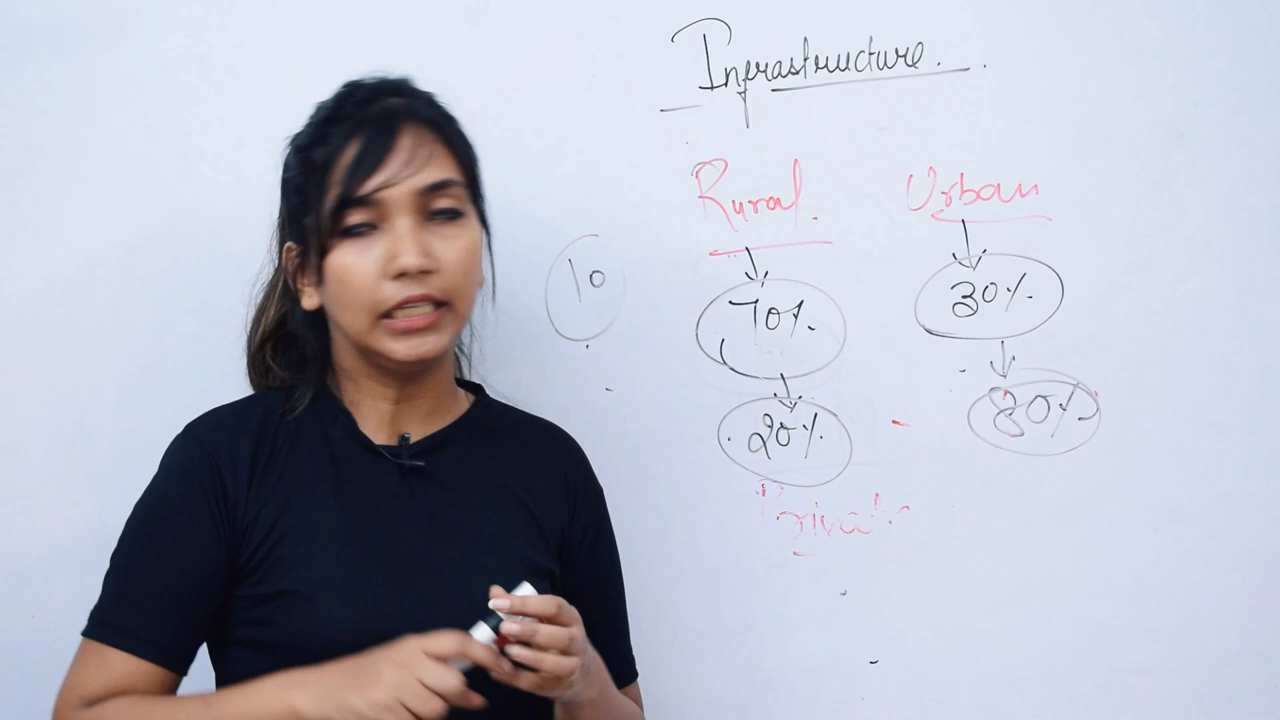 Infrastructure.
Rural. Urban
10 70%. 30%.
20%. 80%
Private